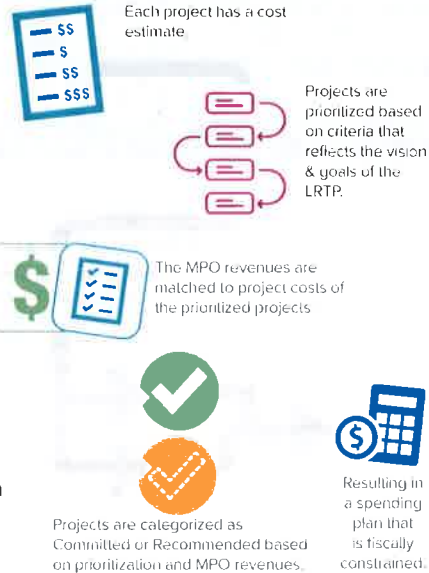 Each project has a cost
estimate
$$
$
$$
$$$
Projects are
prioritized based
on criteria that
reflects the vision
& goals of the
LRTP.
$
The MPO revenues are
matched to project costs of
the prioritized projects
$
Projects are categorized as
Committed or Recommended based
on prioritization and MPO revenues.
Resulting in
a spending
plan that
is fiscally
constrained.